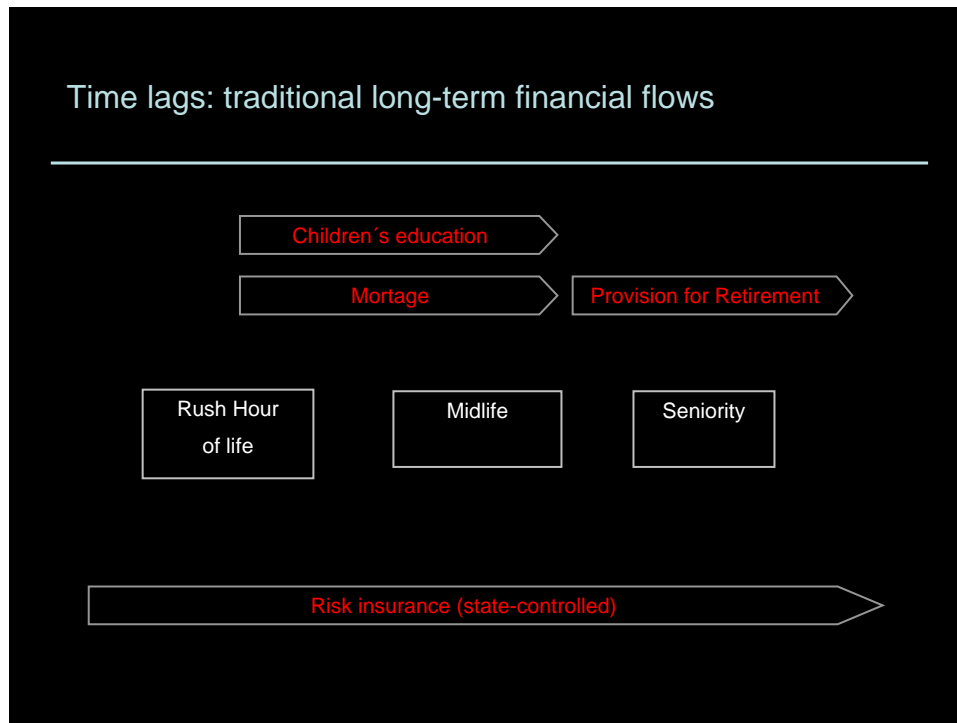 Time lags: traditional long-term financial flows
Children´s education
Mortage
Provision for Retirement
Rush Hour
of life
Midlife
Seniority
Risk insurance (state-controlled)